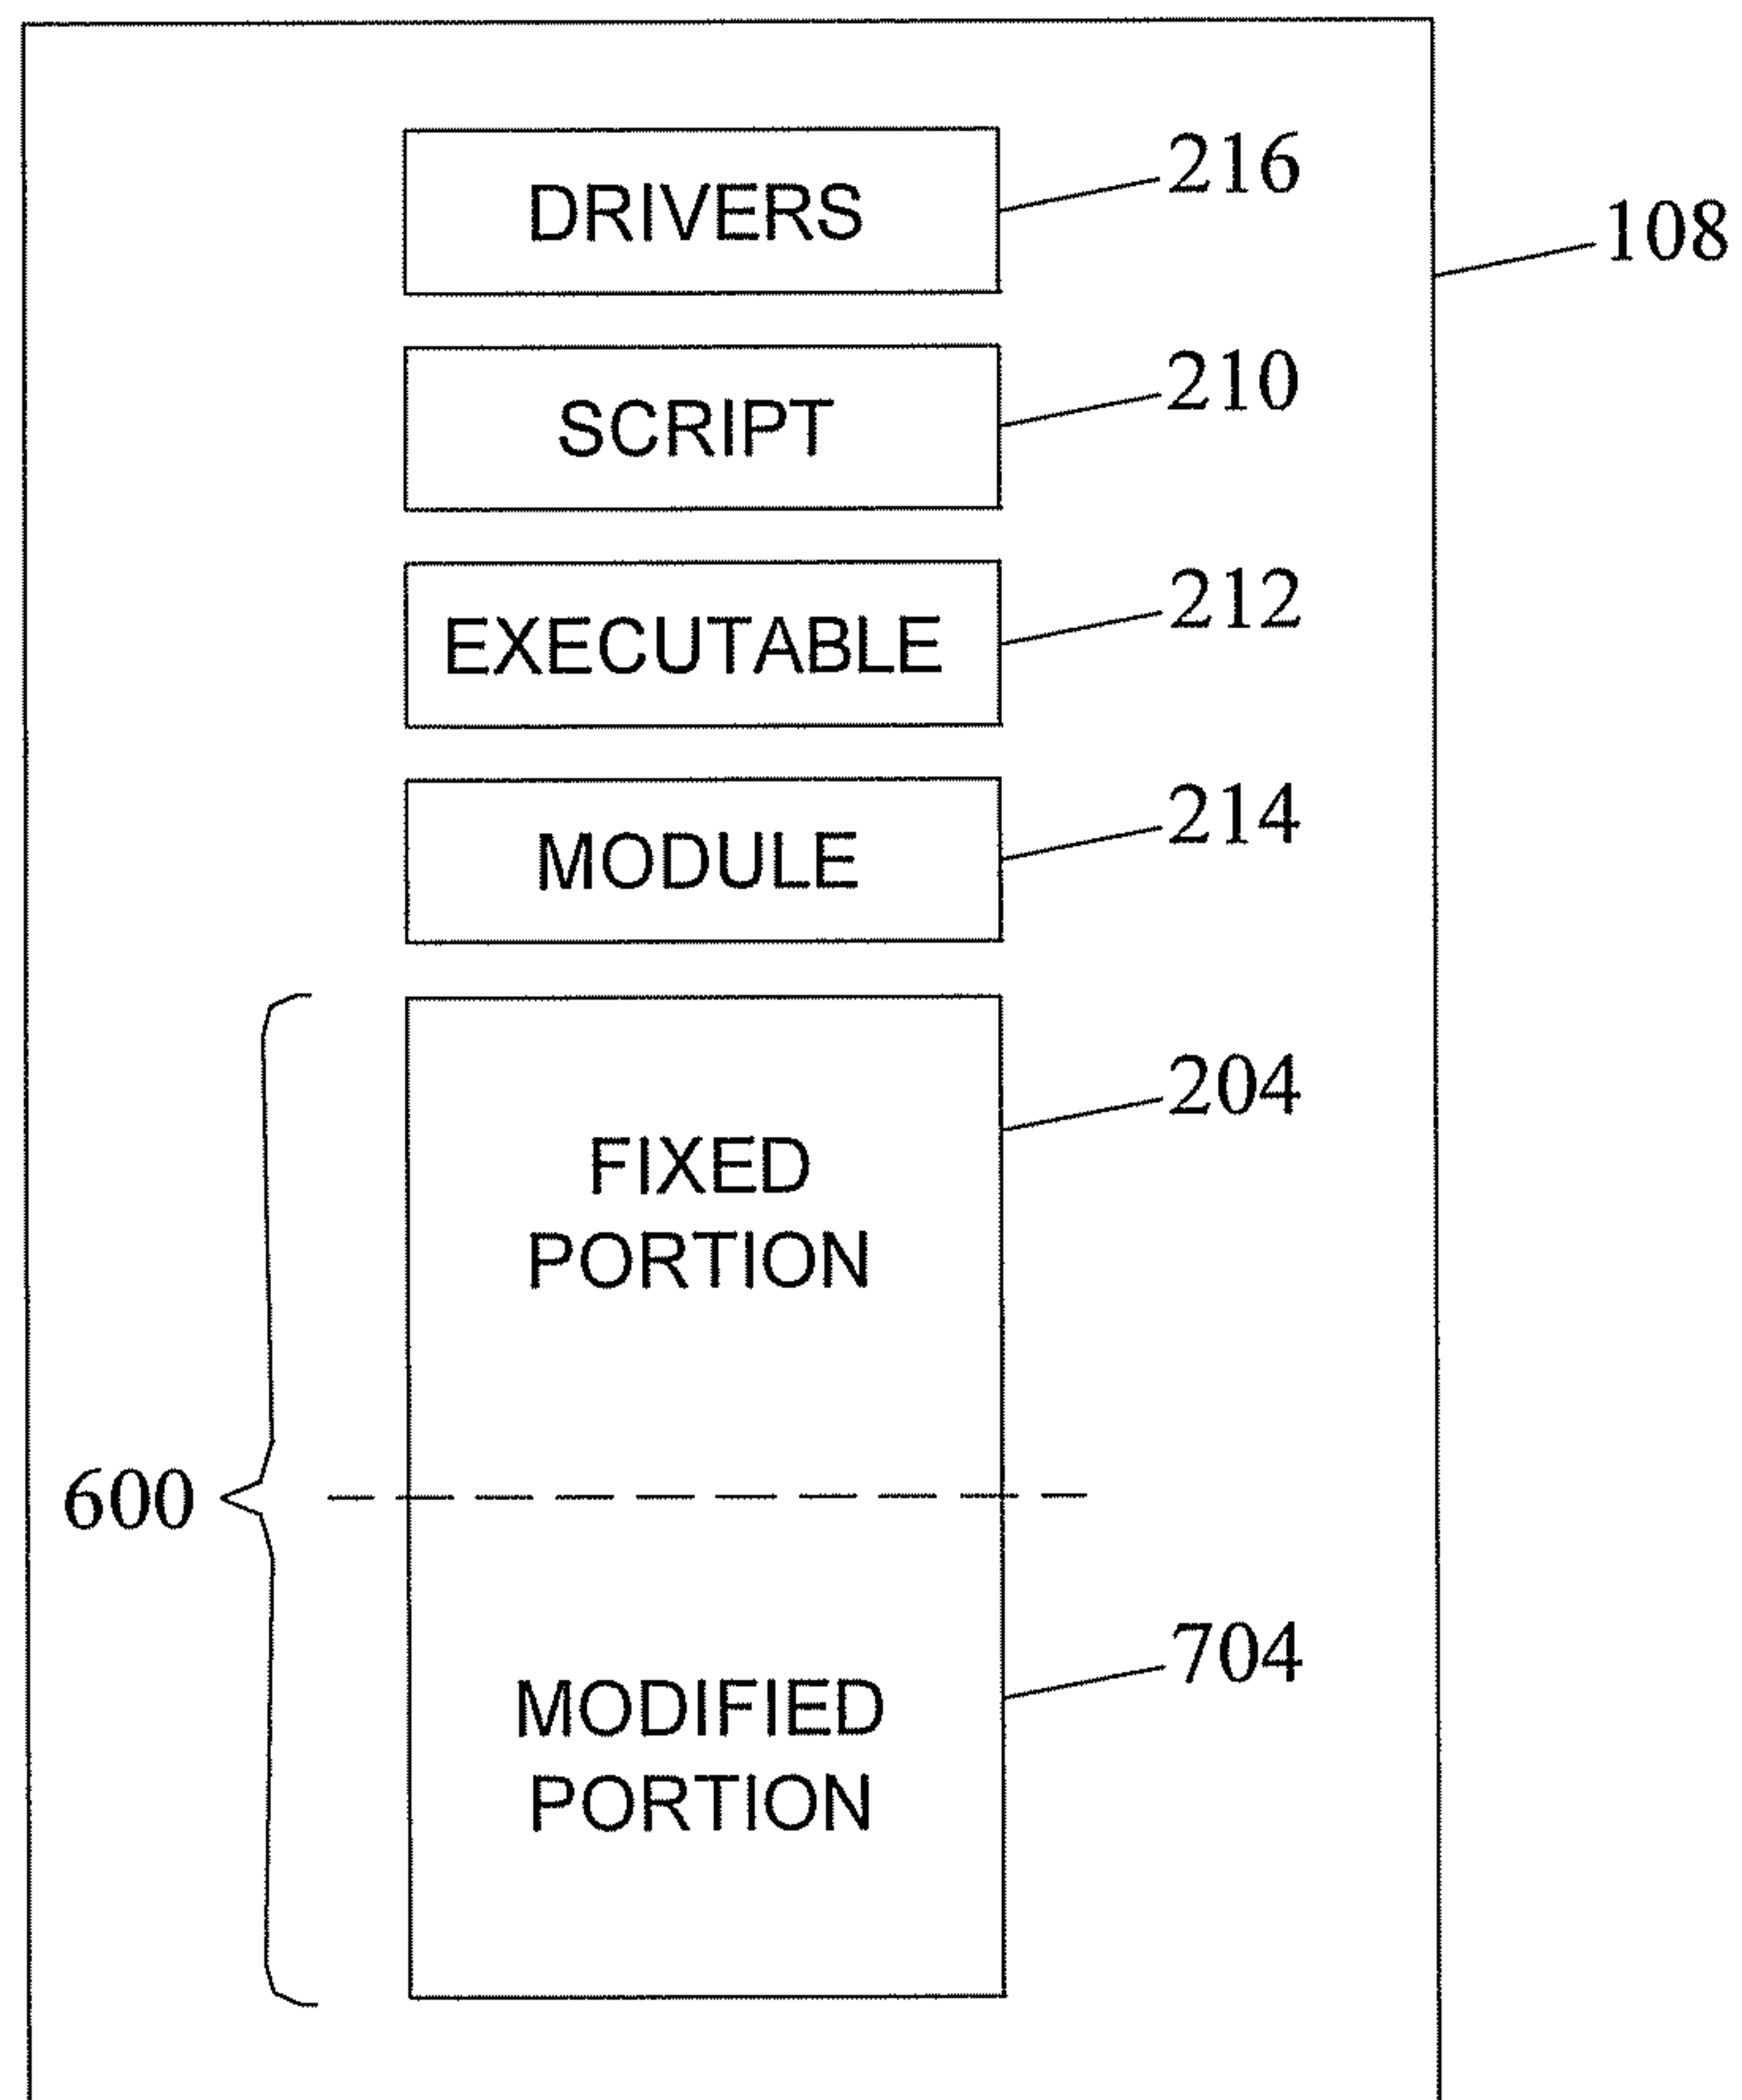 DRIVERS
216
108
SCRIPT
210
EXECUTABLE
212
MODULE
214
204
FIXED
PORTION
600
704
MODIFIED
PORTION